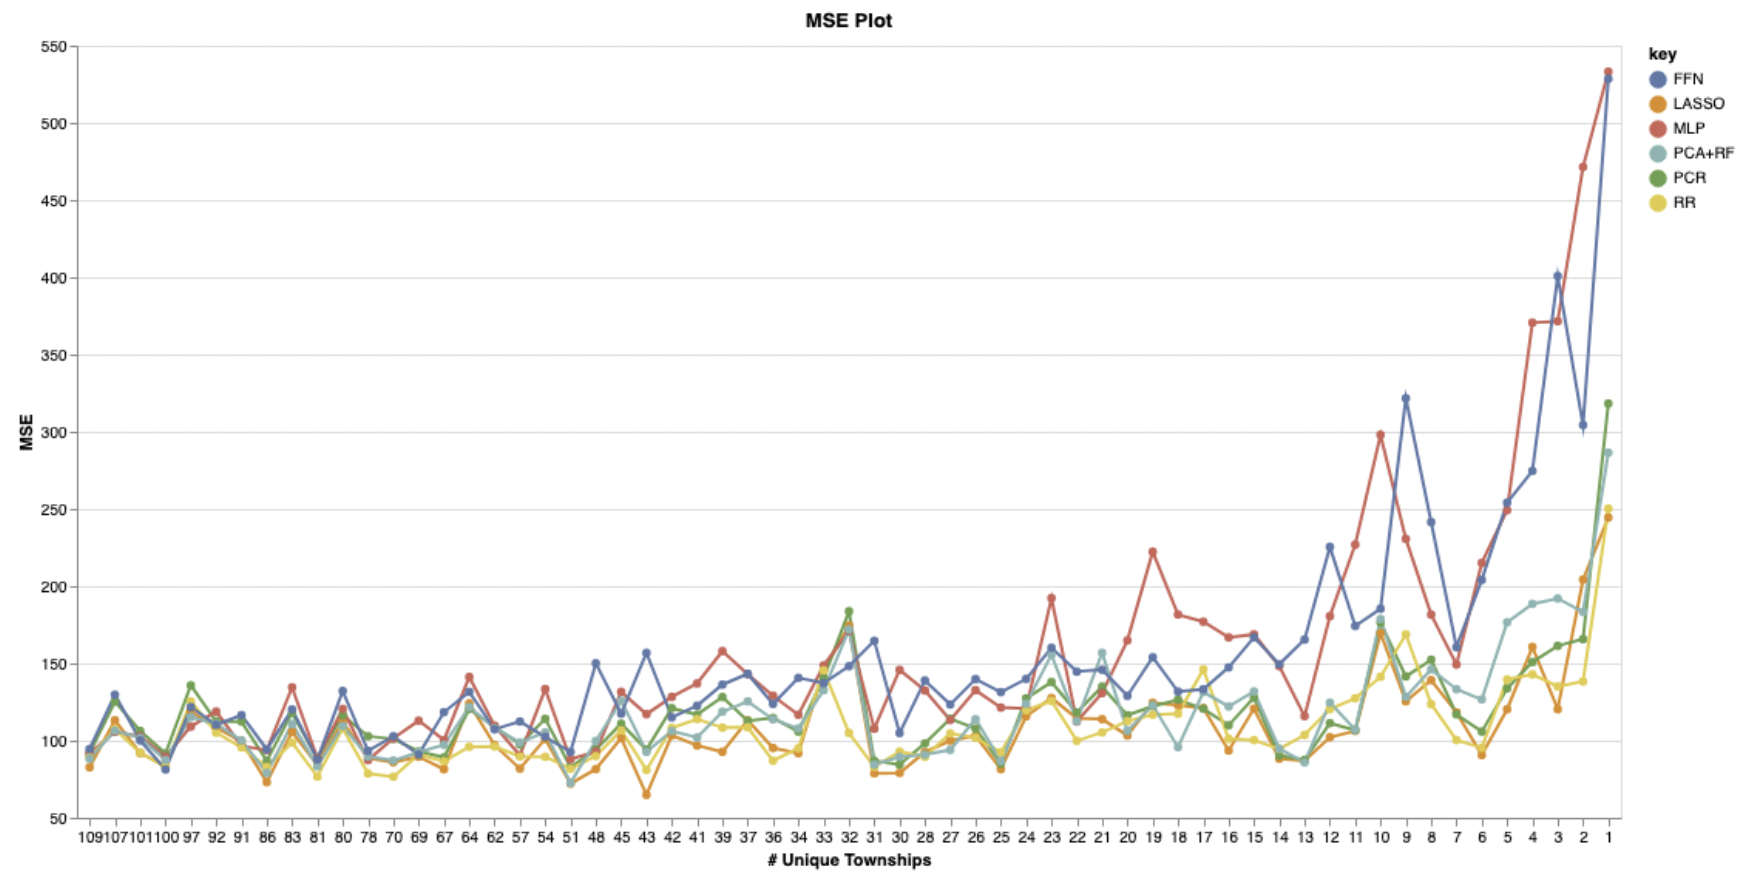 MSE Plot
550
500
450
400
350
300
250
200
150
100
50
MSE
109 107 101 100 97 92 91 86 83 81 80 78 70 69 67 64 62 57 54 51 48 45 43 42 41 39 37 36 34 33 32 31 30 28 27 26 25 24 23 22 21 20 19 18 17 16 15 14 13 12 11 10 9 8 7 6 5 4 3 2 1
# Unique Townships
key
FFN
LASSO
MLP
PCA+RF
PCR
RR